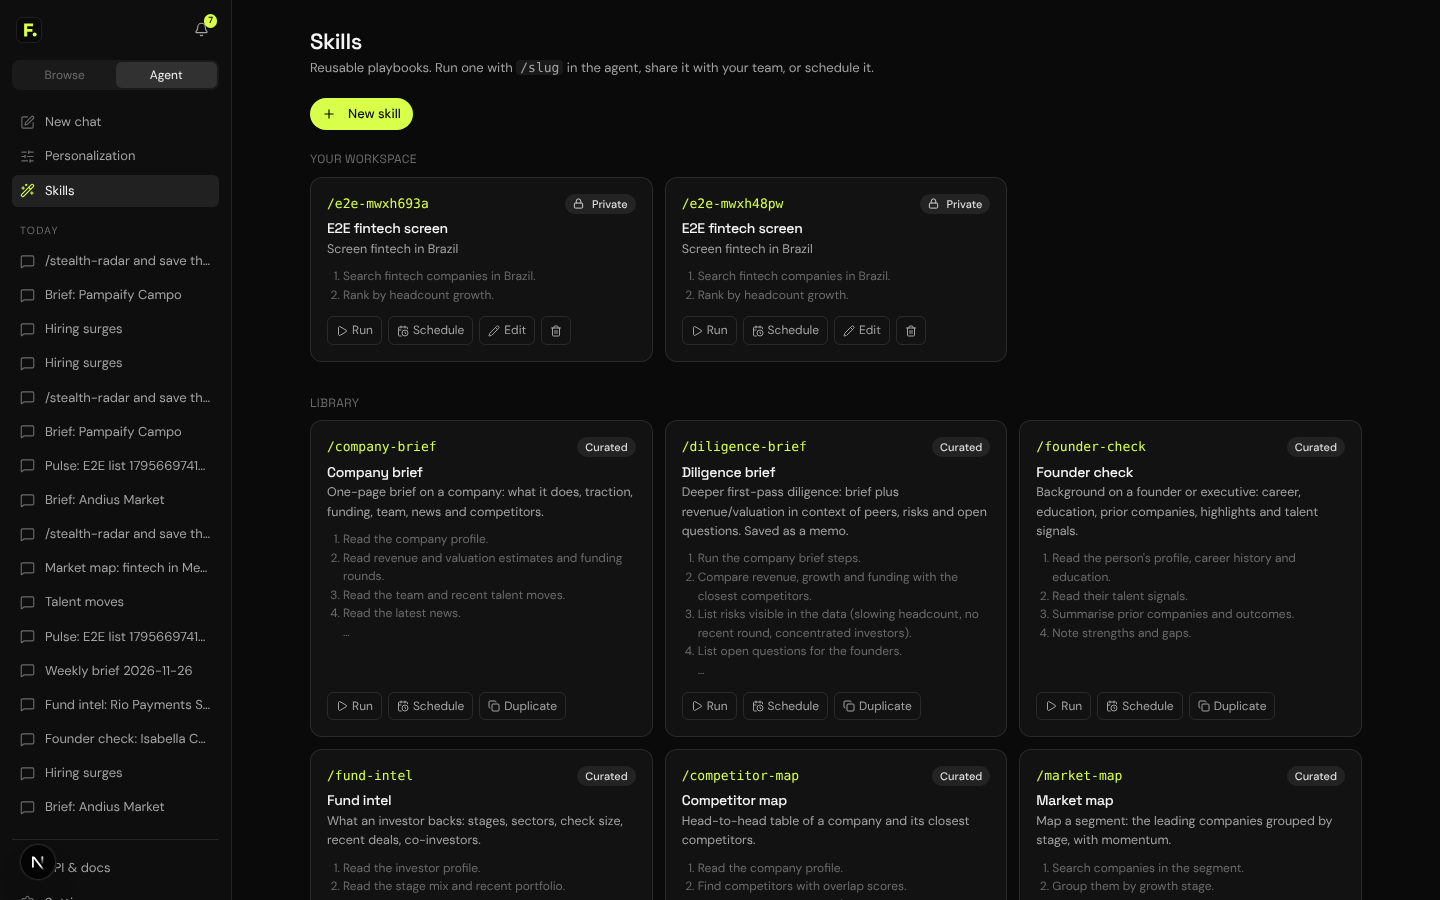 F.
7
Browse
Agent
New chat
Personalization
Skills
TODAY
/stealth-radar and save th...
Brief: Pampaify Campo
Hiring surges
Hiring surges
/stealth-radar and save th...
Brief: Pampaify Campo
Pulse: E2E list 1795669741...
Brief: Andius Market
/stealth-radar and save th...
Market map: fintech in Me...
Talent moves
Pulse: E2E list 1795669741...
Weekly brief 2026-11-26
Fund intel: Rio Payments S...
Founder check: Isabella C...
Hiring surges
Brief: Andius Market
N
PI & docs
Skills
Reusable playbooks. Run one with /slug in the agent, share it with your team, or schedule it.
+ New skill
YOUR WORKSPACE
/e2e-mwxh693a
Private
E2E fintech screen
Screen fintech in Brazil
1. Search fintech companies in Brazil.
2. Rank by headcount growth.
Run
Schedule
Edit
/e2e-mwxh48pw
Private
E2E fintech screen
Screen fintech in Brazil
1. Search fintech companies in Brazil.
2. Rank by headcount growth.
Run
Schedule
Edit
LIBRARY
/company-brief
Curated
Company brief
One-page brief on a company: what it does, traction,
funding, team, news and competitors.
1. Read the company profile.
2. Read revenue and valuation estimates and funding
rounds.
3. Read the team and recent talent moves.
4. Read the latest news.
...
Run
Schedule
Duplicate
/diligence-brief
Curated
Diligence brief
Deeper first-pass diligence: brief plus
revenue/valuation in context of peers, risks and open
questions. Saved as a memo.
1. Run the company brief steps.
2. Compare revenue, growth and funding with the
closest competitors.
3. List risks visible in the data (slowing headcount, no
recent round, concentrated investors).
4. List open questions for the founders.
...
Run
Schedule
Duplicate
/founder-check
Curated
Founder check
Background on a founder or executive: career,
education, prior companies, highlights and talent
signals.
1. Read the person's profile, career history and
education.
2. Read their talent signals.
3. Summarise prior companies and outcomes.
4. Note strengths and gaps.
Run
Schedule
Duplicate
/fund-intel
Curated
Fund intel
What an investor backs: stages, sectors, check size,
recent deals, co-investors.
1. Read the investor profile.
2. Read the stage mix and recent portfolio.
/competitor-map
Curated
Competitor map
Head-to-head table of a company and its closest
competitors.
1. Read the company profile.
2. Find competitors with overlap scores.
/market-map
Curated
Market map
Map a segment: the leading companies grouped by
stage, with momentum.
1. Search companies in the segment.
2. Group them by growth stage.